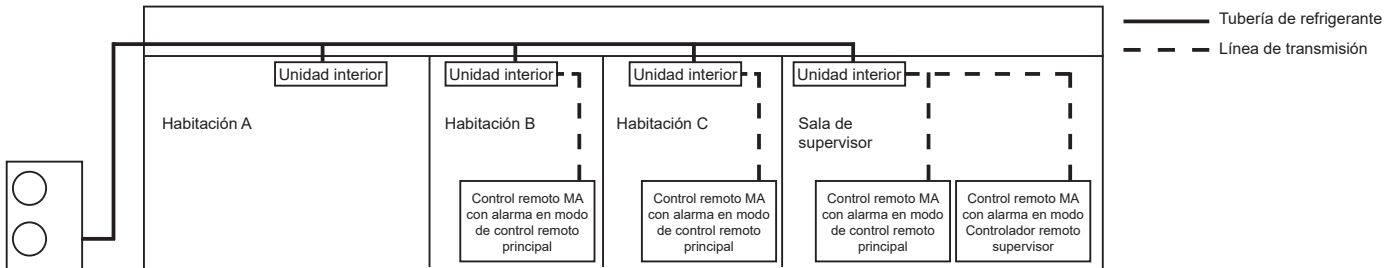 Tubería de refrigerante
Línea de transmisión
Unidad interior
Unidad interior
Unidad interior
Unidad interior
Habitación A
Habitación B
Habitación C
Sala de
supervisor
Control remoto MA
con alarma en modo
de control remoto
principal
Control remoto MA
con alarma en modo
de control remoto
principal
Control remoto MA
con alarma en modo
de control remoto
principal
Control remoto MA
con alarma en modo
Controlador remoto
supervisor